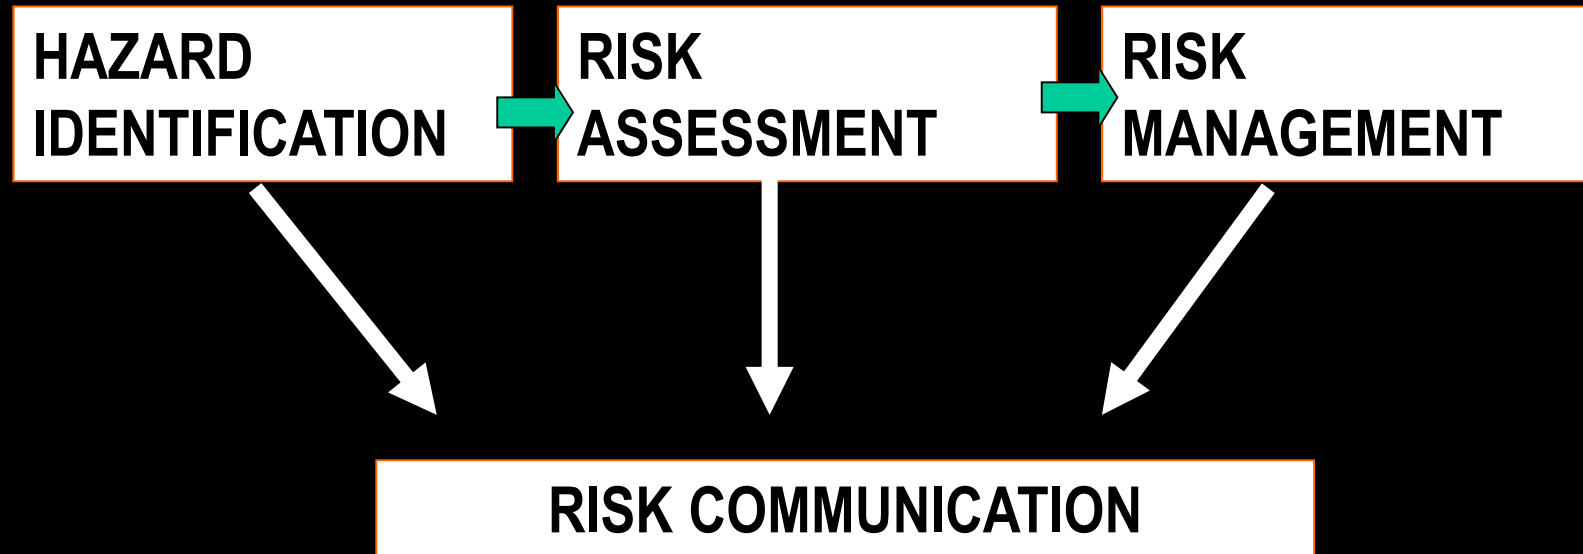 HAZARD
IDENTIFICATION
RISK
ASSESSMENT
RISK
MANAGEMENT
RISK COMMUNICATION